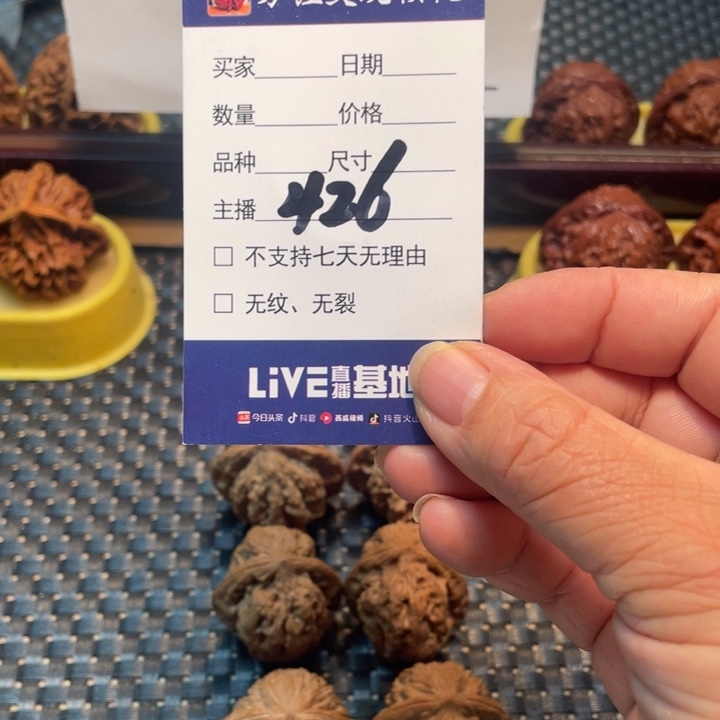 买家 日期
数量 价格
品种 尺寸
主播 426
□ 不支持七天无理由
□ 无纹、无裂
LiVE 直播 基地
今日头条 抖音 西瓜视频 抖音火山